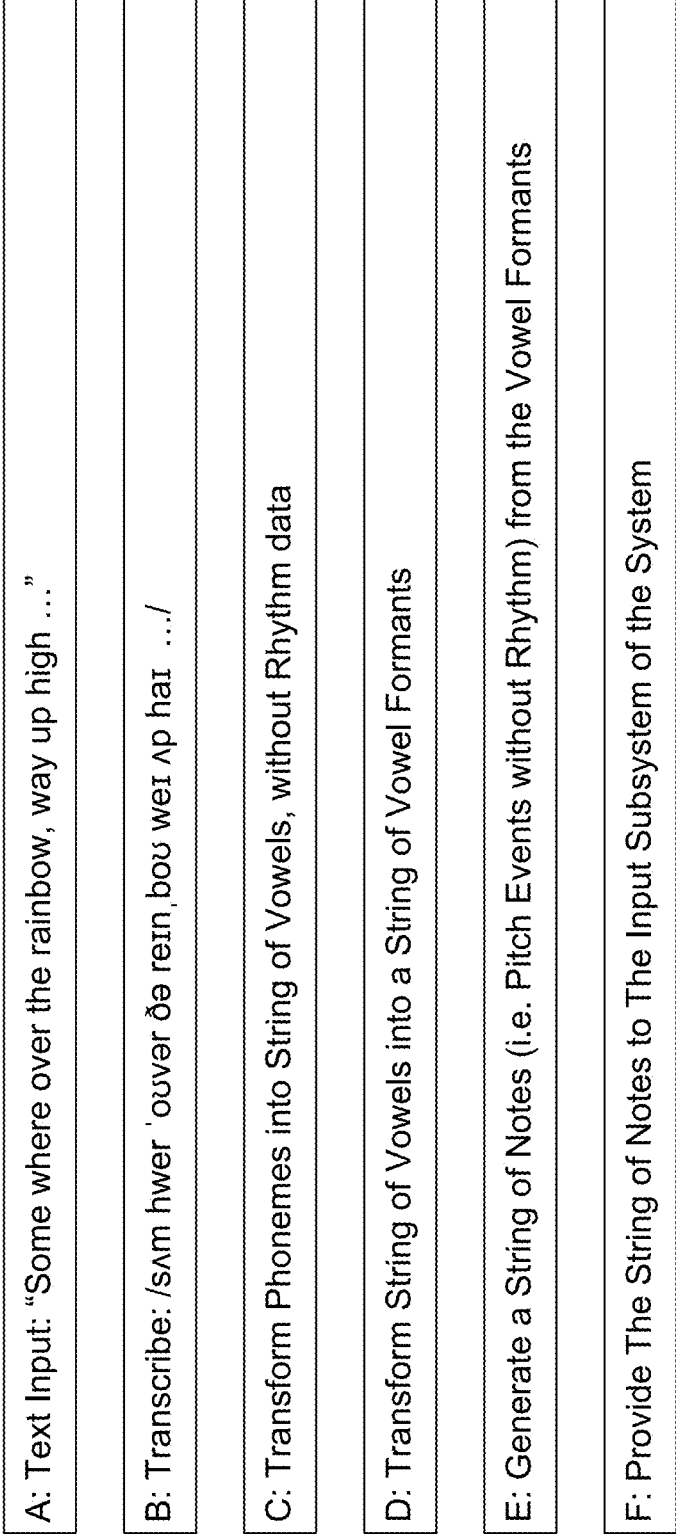 A: Text Input: “Some where over the rainbow, way up high …”
B: Transcribe: /sʌm hwer ˈoʊvər ðə reɪnˌboʊ weɪ ʌp haɪ …/
C: Transform Phonemes into String of Vowels, without Rhythm data
D: Transform String of Vowels into a String of Vowel Formants
E: Generate a String of Notes (i.e. Pitch Events without Rhythm) from the Vowel Formants
F: Provide The String of Notes to The Input Subsystem of the System